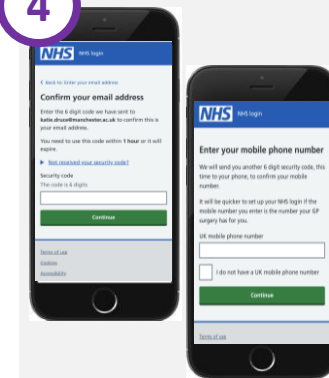 4
NHS NHS login
< Back to: Enter your email address
Confirm your email address
Enter the 6 digit code we have sent to
katie.druce@manchester.ac.uk to confirm this is
your email address.
You need to use this code within 1 hour or it will
expire.
Not received your security code?
Security code
The code is 6 digits
Continue
Terms of use
Cookies
Accessibility
NHS NHS login
Enter your mobile phone number
We will send you another 6 digit security code, this
time to your phone, to confirm your mobile
number.
It will be quicker to set up your NHS login if the
mobile number you enter is the number your GP
surgery has for you.
UK mobile phone number
I do not have a UK mobile phone number
Continue
Terms of use